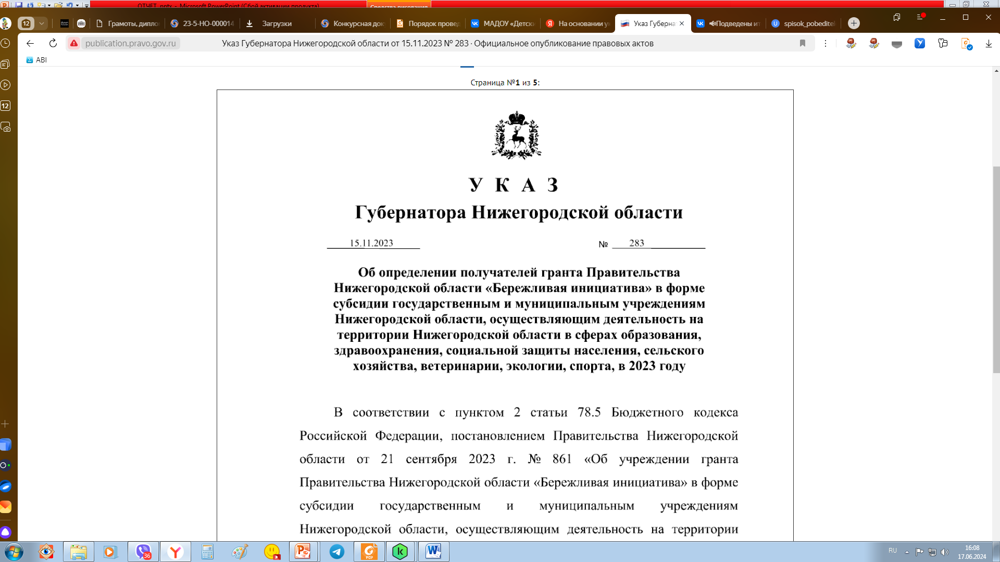 ОТЧЕТ .pptx - Microsoft PowerPoint (Сбой активации продукта)
Средства рисования
12
Грамоты, дипло
23-5-НО-000014
Загрузки
Конкурсная док
Порядок провед
МАДОУ «Детски
На основании ук
Указ Губерна
Подведены ит
spisok_pobeditel
publication.pravo.gov.ru
Указ Губернатора Нижегородской области от 15.11.2023 № 283 · Официальное опубликование правовых актов
ABI
12
Страница №1 из 5:
УКАЗ
Губернатора Нижегородской области
15.11.2023 № 283
Об определении получателей гранта Правительства
Нижегородской области «Бережливая инициатива» в форме
субсидии государственным и муниципальным учреждениям
Нижегородской области, осуществляющим деятельность на
территории Нижегородской области в сферах образования,
здравоохранения, социальной защиты населения, сельского
хозяйства, ветеринарии, экологии, спорта, в 2023 году
В соответствии с пунктом 2 статьи 78.5 Бюджетного кодекса
Российской Федерации, постановлением Правительства Нижегородской
области от 21 сентября 2023 г. № 861 «Об учреждении гранта
Правительства Нижегородской области «Бережливая инициатива» в форме
субсидии государственным и муниципальным учреждениям
Нижегородской области, осуществляющим деятельность на территории
36
PDF
RU
16:08
17.06.2024